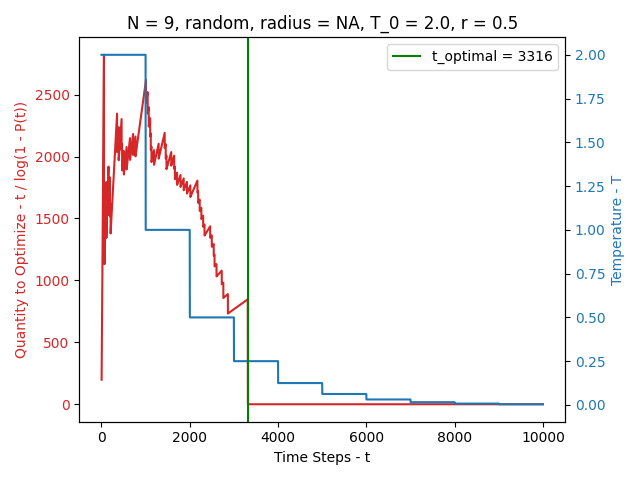 N = 9, random, radius = NA, T_0 = 2.0, r = 0.5
t_optimal = 3316
Quantity to Optimize - t / log(1 - P(t))
2500
2000
1500
1000
500
0
2.00
1.75
1.50
1.25
1.00
0.75
0.50
0.25
0.00
Temperature - T
0 2000 4000 6000 8000 10000
Time Steps - t